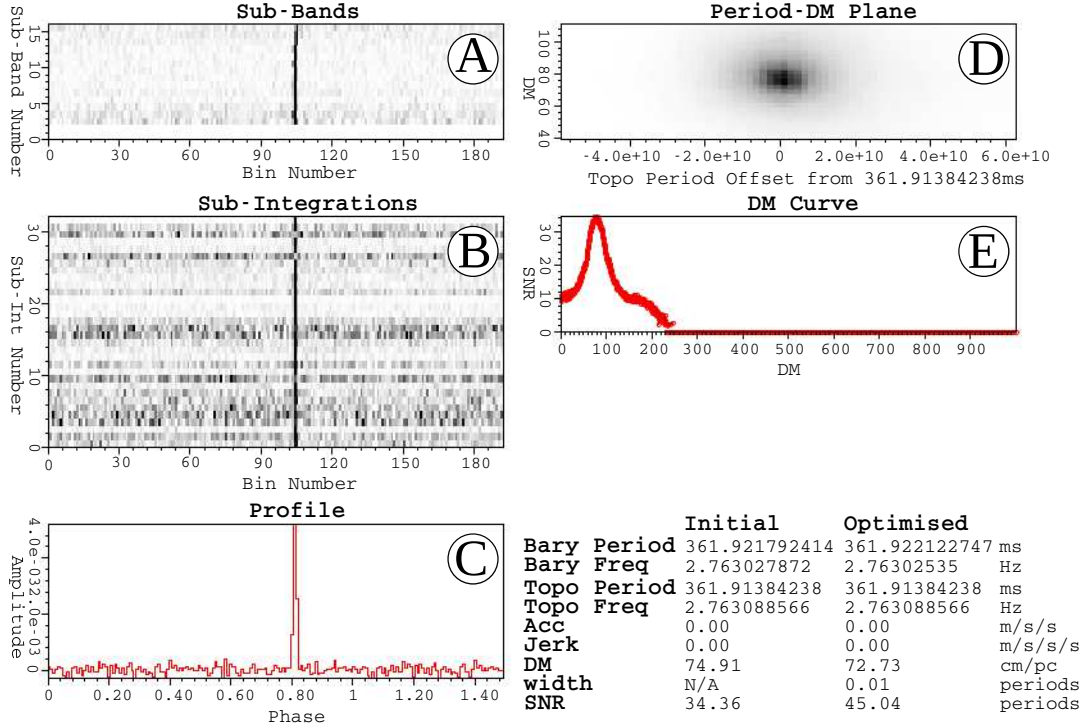 Sub-Bands
A
Sub-Band Number
0 5 10 15
0 30 60 90 120 150 180
Bin Number
Period-DM Plane
D
DM
40 60 80 100
-4.0e+10 -2.0e+10 0 2.0e+10 4.0e+10 6.0e+10
Topo Period Offset from 361.91384238ms
Sub-Integrations
B
Sub-Int Number
0 10 20 30
0 30 60 90 120 150 180
Bin Number
DM Curve
E
SNR
0 10 20 30
0 100 200 300 400 500 600 700 800 900
DM
Profile
C
Amplitude
0 2.0e-03 4.0e-03
0 0.20 0.40 0.60 0.80 1 1.20 1.40
Phase
Initial Optimised
Bary Period 361.921792414 361.922122747 ms
Bary Freq 2.763027872 2.76302535 Hz
Topo Period 361.91384238 361.91384238 ms
Topo Freq 2.763088566 2.763088566 Hz
Acc 0.00 0.00 m/s/s
Jerk 0.00 0.00 m/s/s/s
DM 74.91 72.73 cm/pc
width N/A 0.01 periods
SNR 34.36 45.04 periods